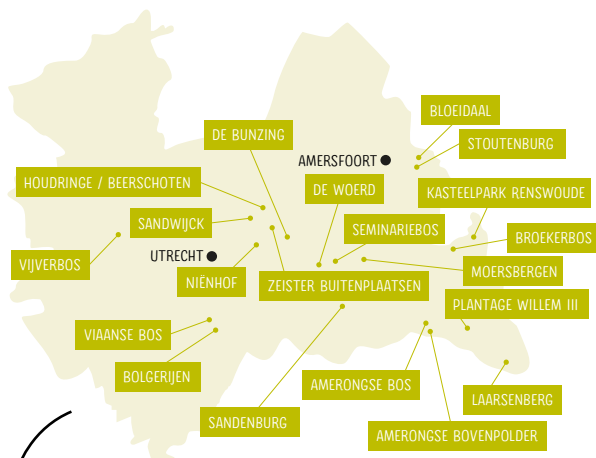 BLOEIDAAL
DE BUNZING
STOUTENBURG
AMERSFOORT
HOUDRINGE / BEERSCHOTEN
DE WOERD
KASTEELPARK RENSWOUDE
SANDWIJCK
SEMINARIEBOS
BROEKERBOS
UTRECHT
VIJVERBOS
MOERSBERGEN
NIËNHOF
ZEISTER BUITENPLAATSEN
PLANTAGE WILLEM III
VIAANSE BOS
BOLGERIJEN
AMERONGSE BOS
LAARSENBERG
SANDENBURG
AMERONGSE BOVENPOLDER